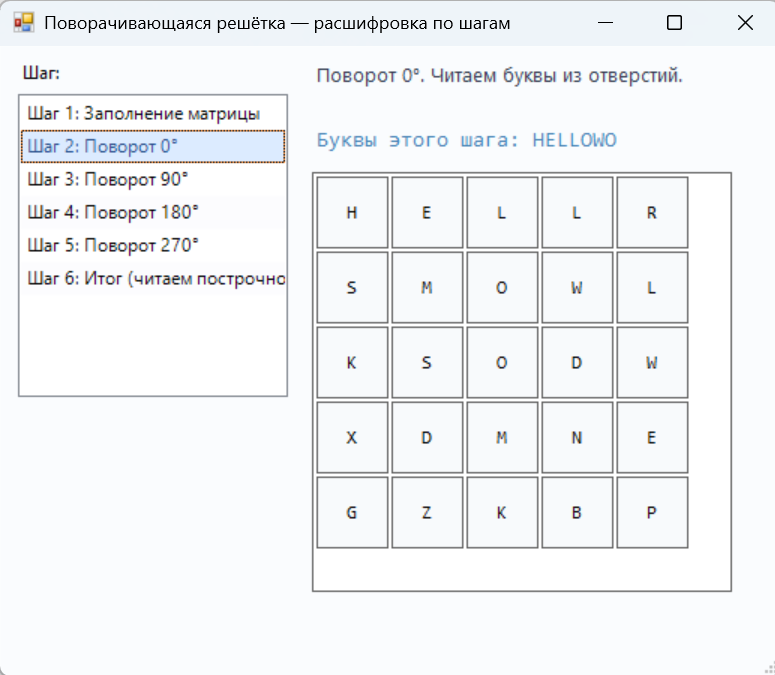 Поворачивающаяся решётка — расшифровка по шагам
Шаг:
Шаг 1: Заполнение матрицы
Шаг 2: Поворот 0°
Шаг 3: Поворот 90°
Шаг 4: Поворот 180°
Шаг 5: Поворот 270°
Шаг 6: Итог (читаем построчно
Поворот 0°. Читаем буквы из отверстий.
Буквы этого шага: HELLOWO
H E L L R
S M O W L
K S O D W
X D M N E
G Z K B P